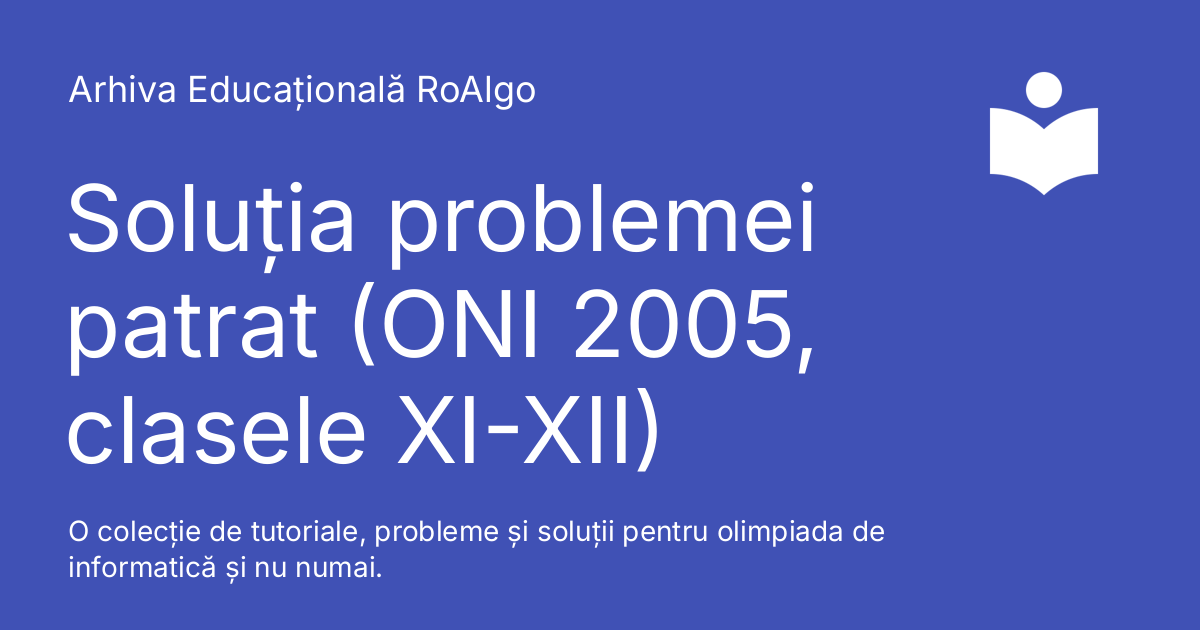 Arhiva Educațională RoAlgo
Soluția problemei
patrat (ONI 2005,
clasele XI-XII)
O colecție de tutoriale, probleme și soluții pentru olimpiada de
informatică și nu numai.